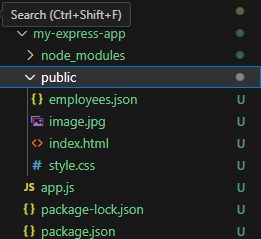 Search (Ctrl+Shift+F)
my-express-app
node_modules
public
{} employees.json U
image.jpg U
<> index.html U
# style.css U
JS app.js U
{} package-lock.json U
{} package.json U